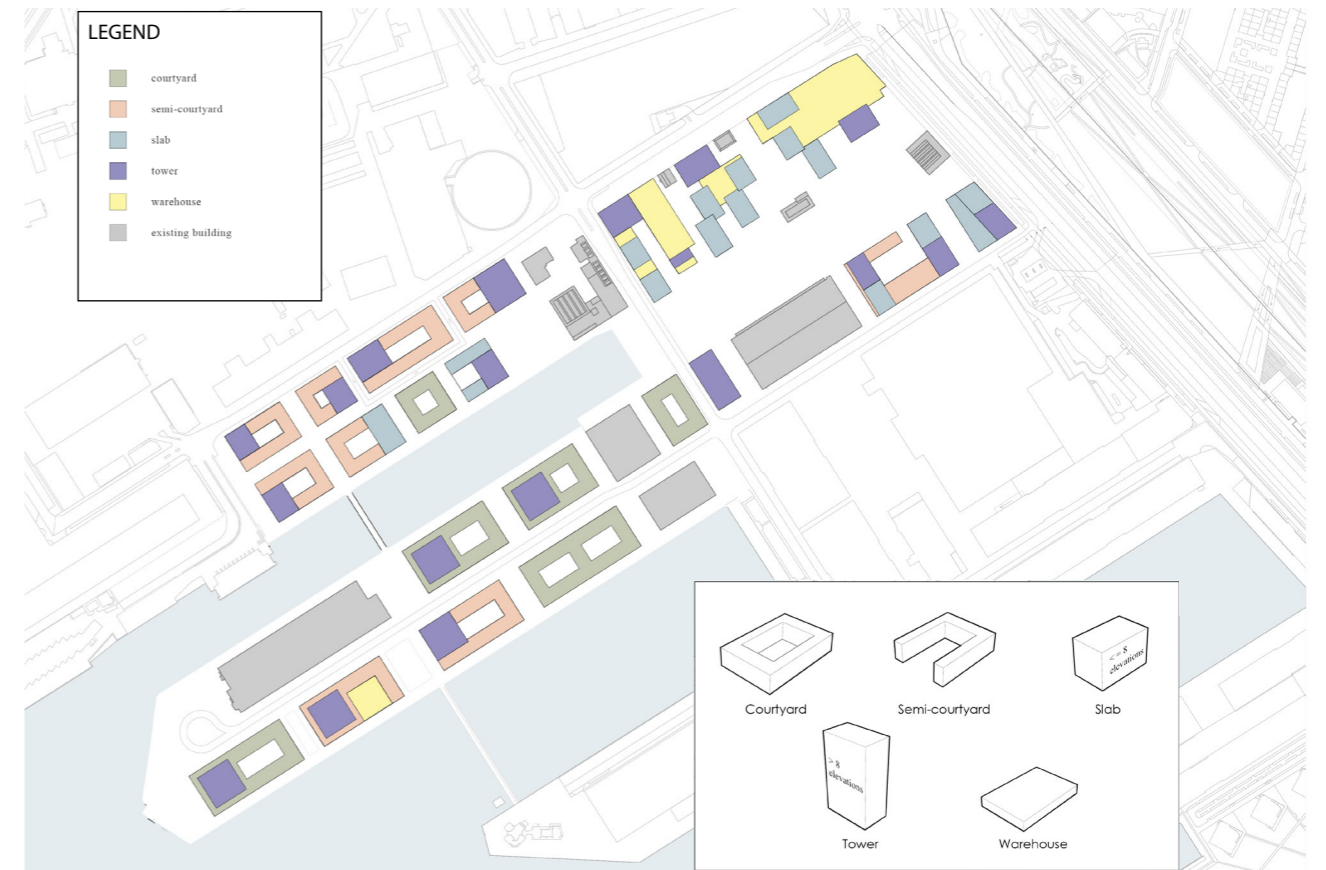 LEGEND
courtyard
semi-courtyard
slab
tower
warehouse
existing building
< = 8
elevations
Courtyard
Semi-courtyard
Slab
> 8
elevations
Tower
Warehouse